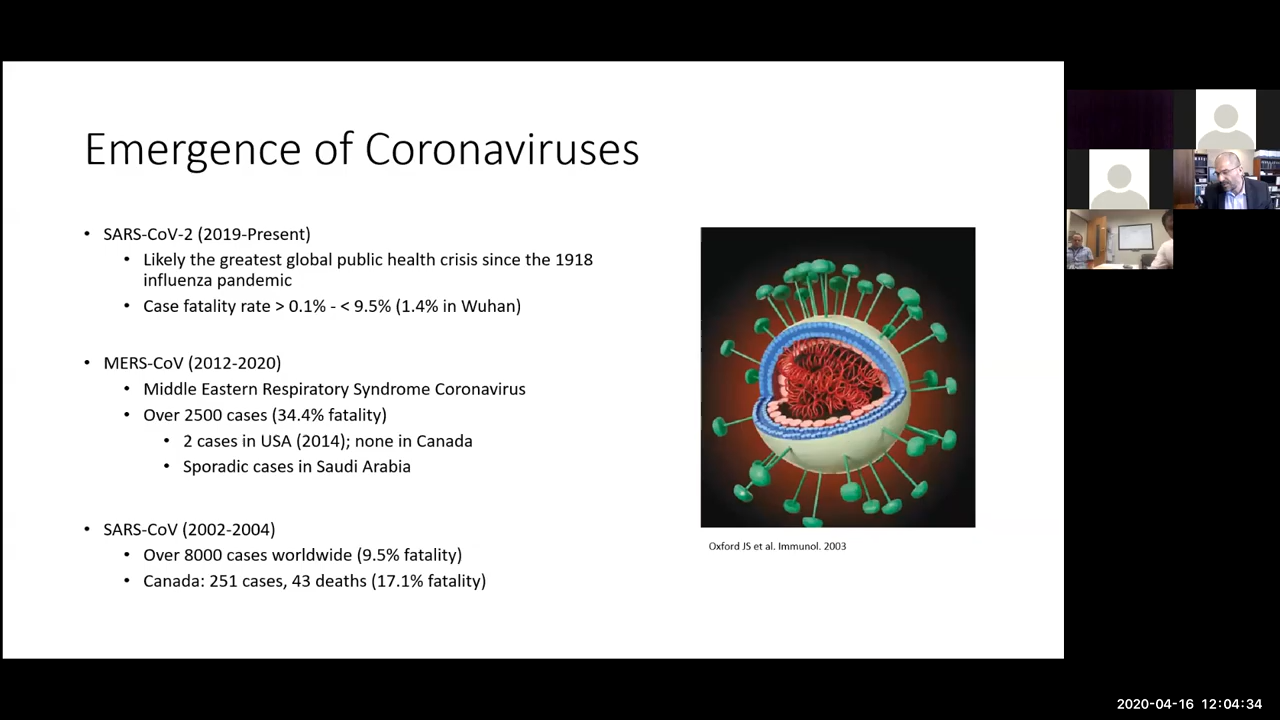 Emergence of Coronaviruses
• SARS-CoV-2 (2019-Present)
• Likely the greatest global public health crisis since the 1918
influenza pandemic
• Case fatality rate > 0.1% - < 9.5% (1.4% in Wuhan)
• MERS-CoV (2012-2020)
• Middle Eastern Respiratory Syndrome Coronavirus
• Over 2500 cases (34.4% fatality)
• 2 cases in USA (2014); none in Canada
• Sporadic cases in Saudi Arabia
• SARS-CoV (2002-2004)
• Over 8000 cases worldwide (9.5% fatality)
• Canada: 251 cases, 43 deaths (17.1% fatality)
Oxford JS et al. Immunol. 2003
2020-04-16 12:04:34